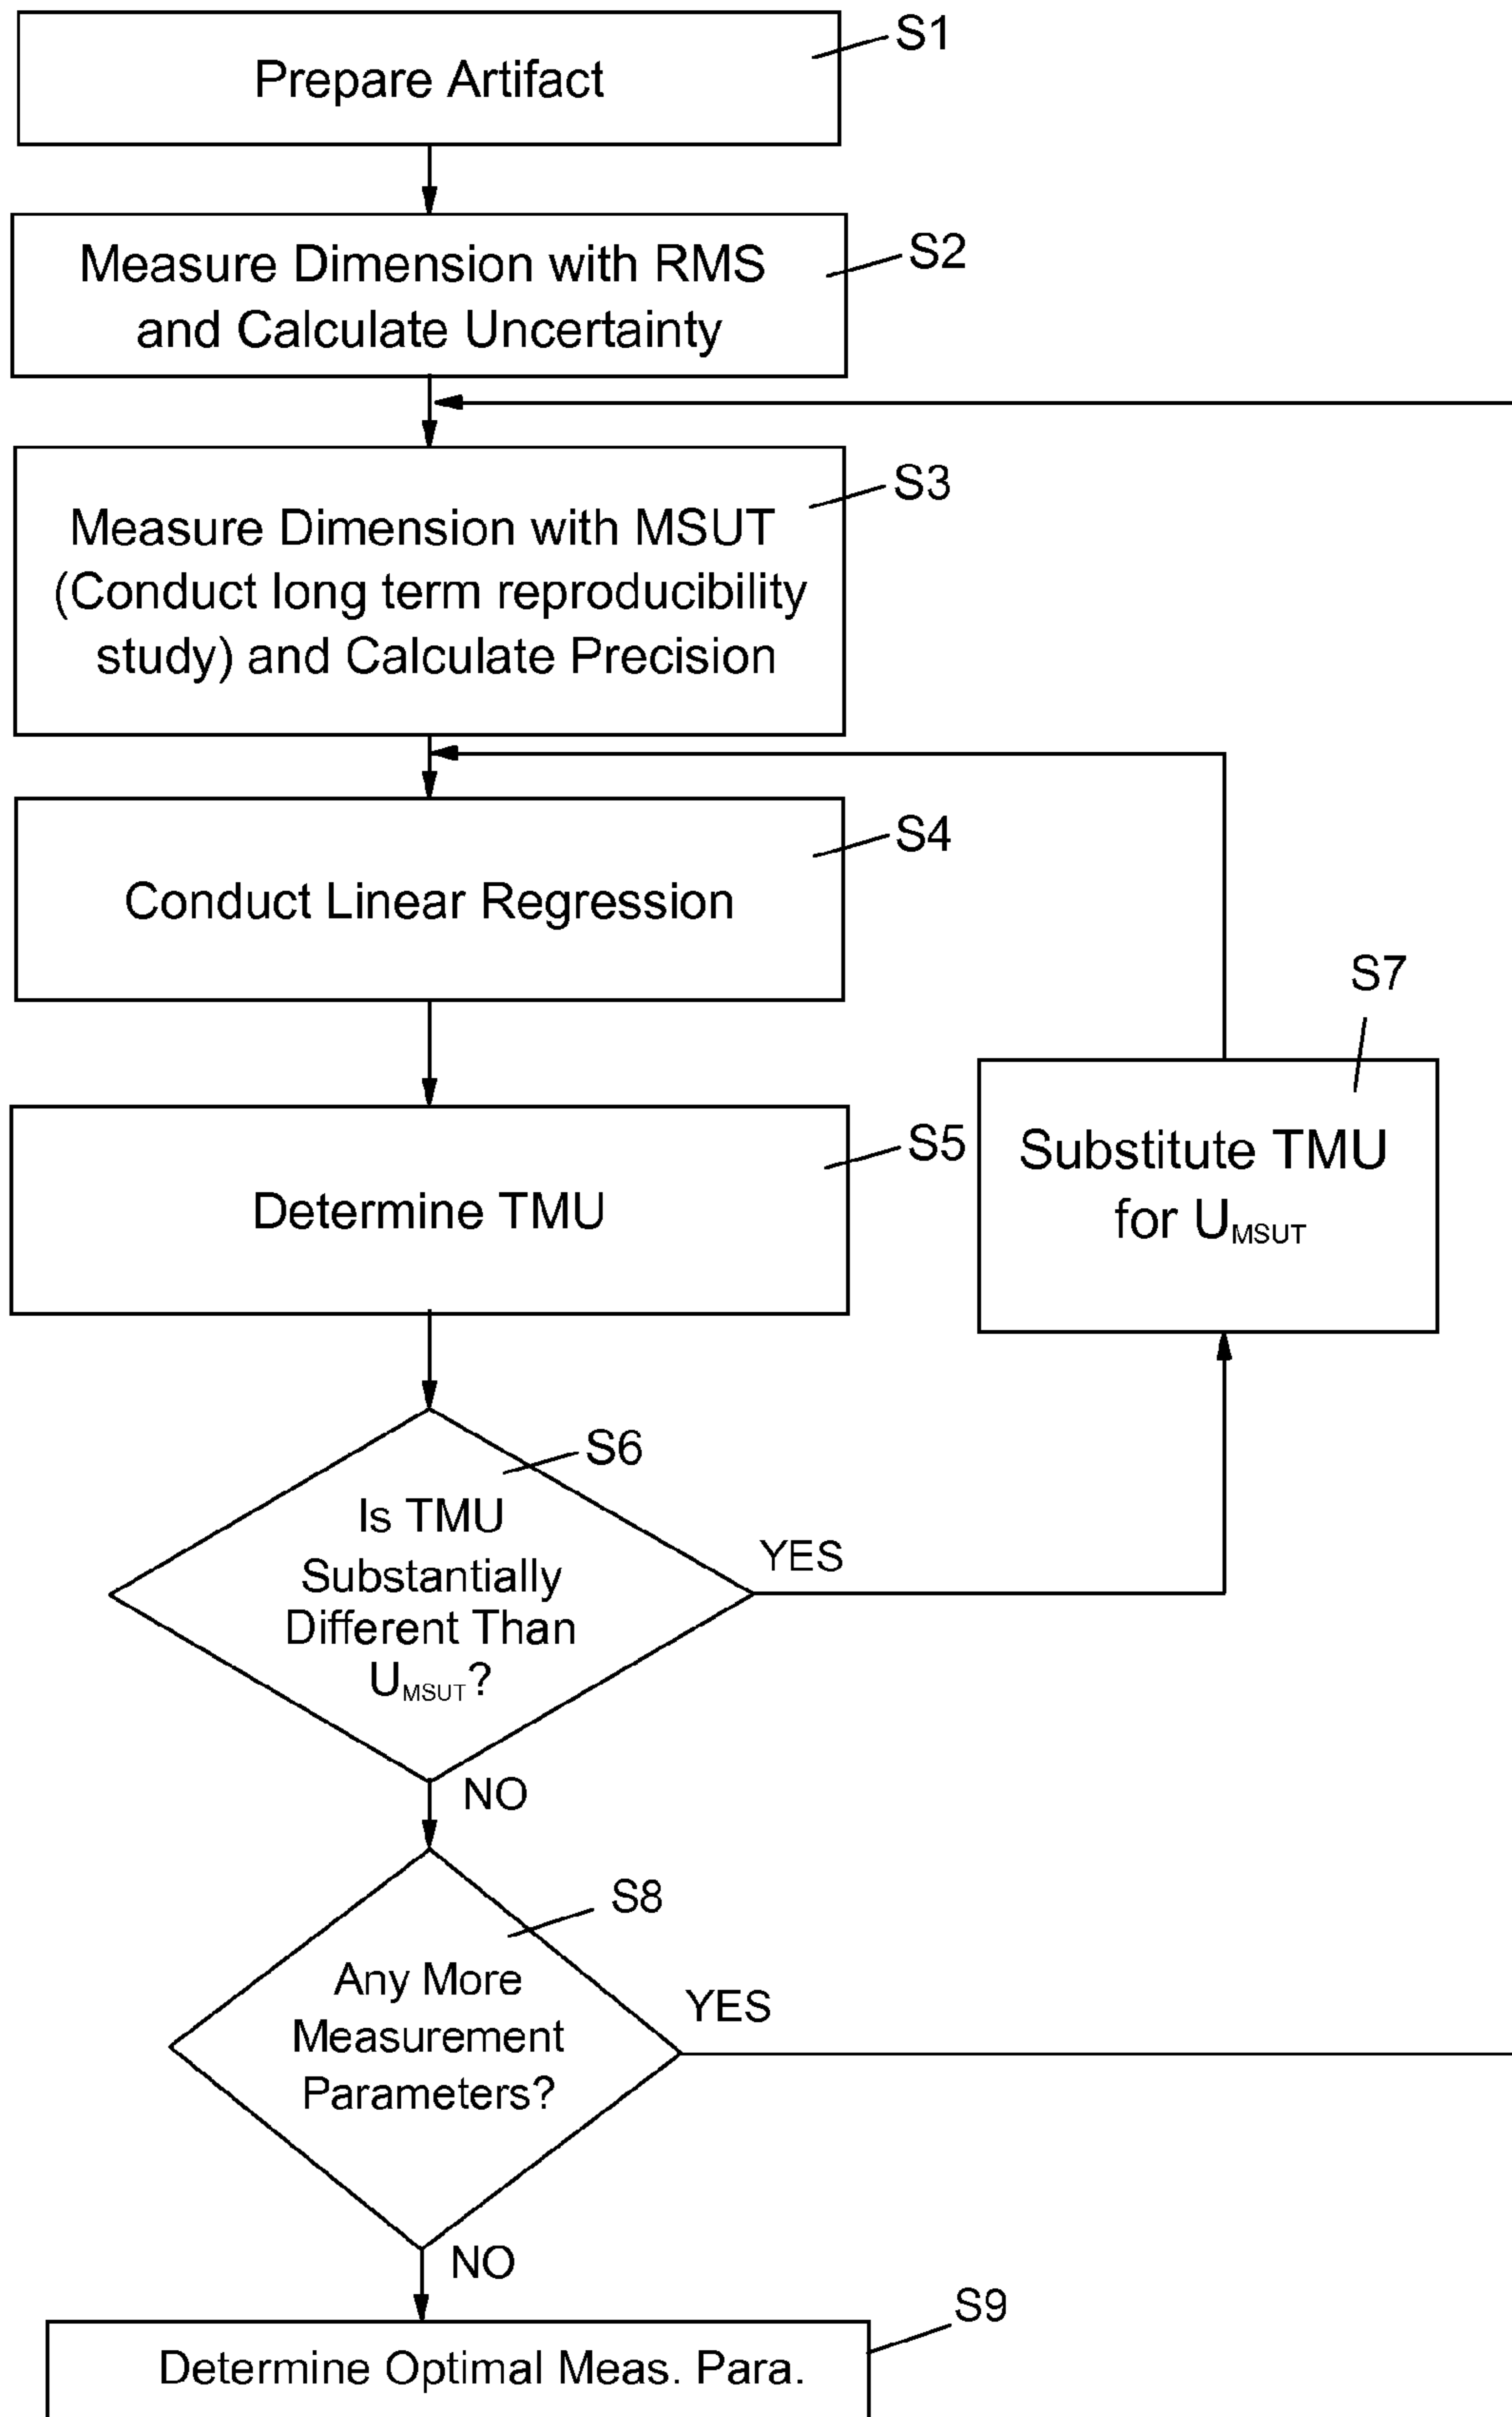 S1
Prepare Artifact
S2
Measure Dimension with RMS
and Calculate Uncertainty
S3
Measure Dimension with MSUT
(Conduct long term reproducibility
study) and Calculate Precision
S4
Conduct Linear Regression
S7
Substitute TMU
for UMSUT
S5
Determine TMU
S6
Is TMU
Substantially
Different Than
UMSUT?
YES
NO
S8
Any More
Measurement
Parameters?
YES
NO
S9
Determine Optimal Meas. Para.